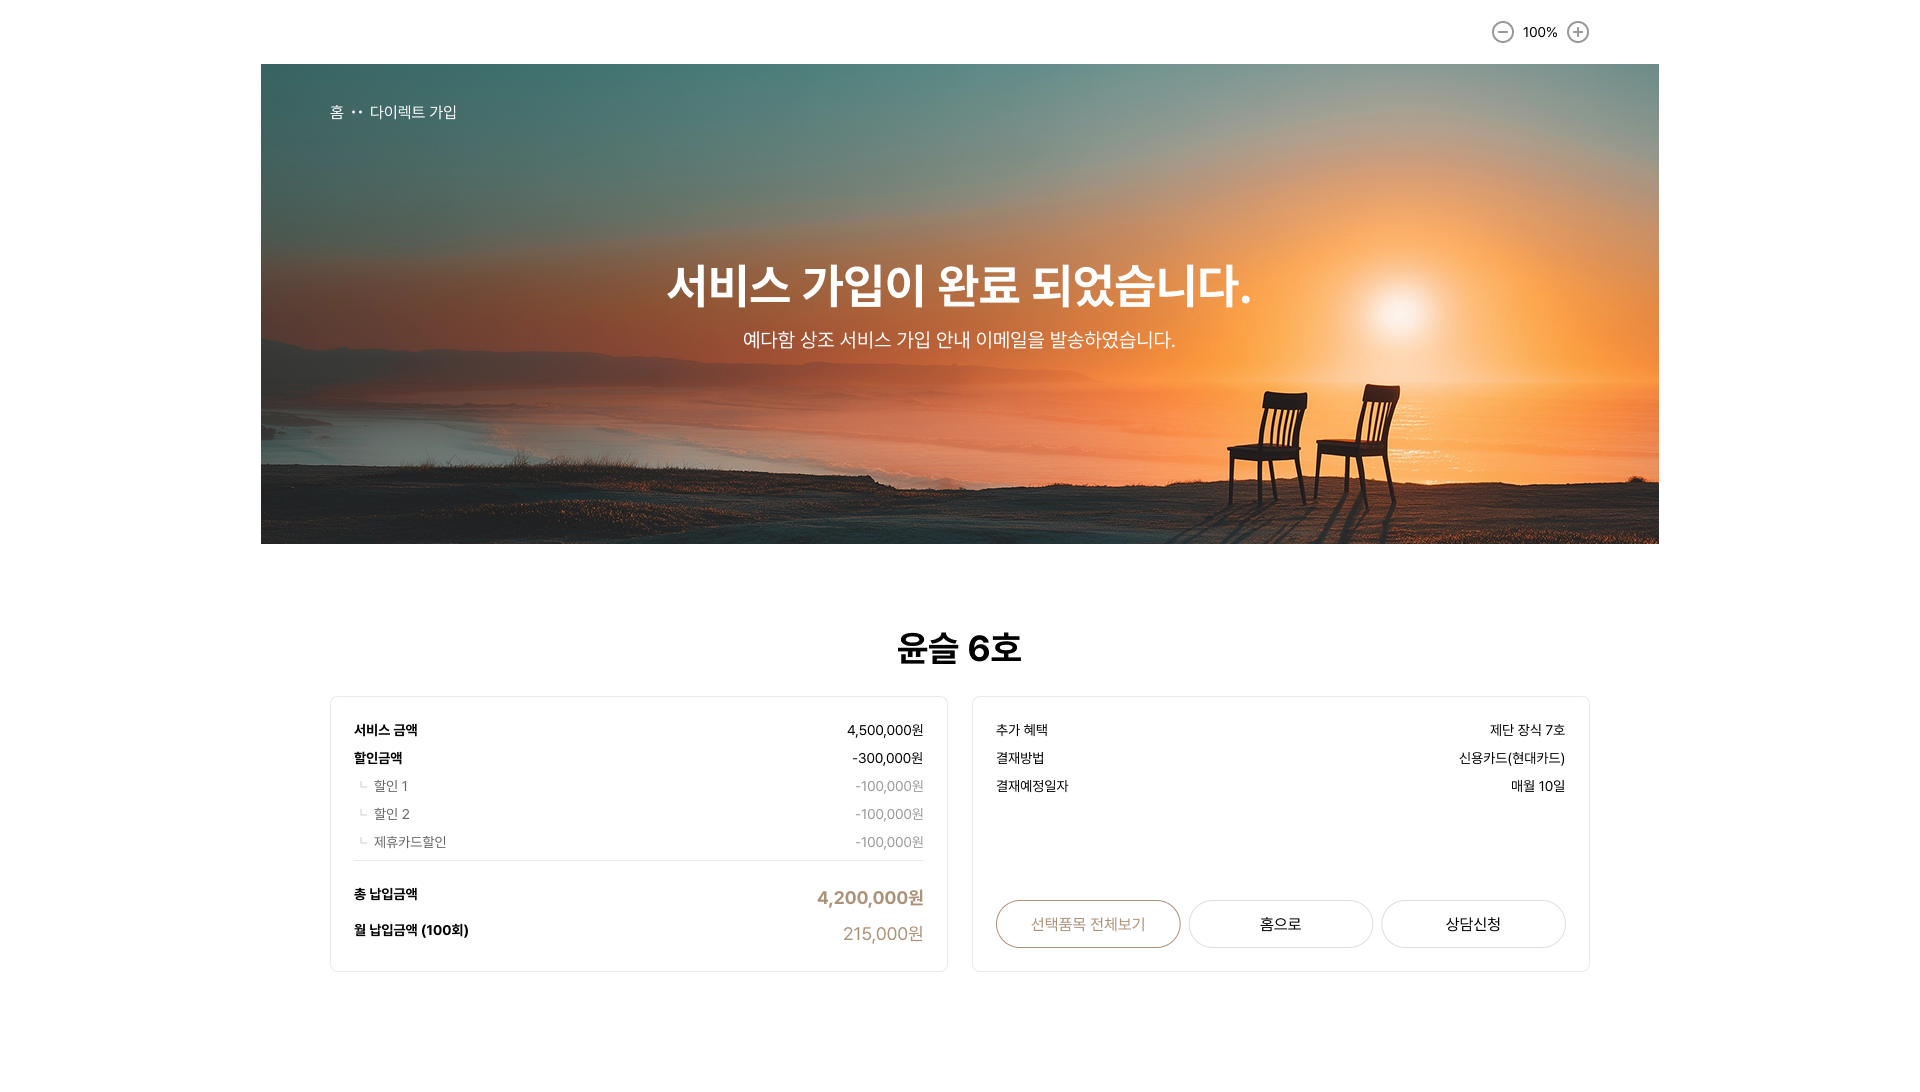 100%
홈 •• 다이렉트 가입
서비스 가입이 완료 되었습니다.
예다함 상조 서비스 가입 안내 이메일을 발송하였습니다.
윤슬 6호
서비스 금액 4,500,000원
할인금액 -300,000원
할인 1 -100,000원
할인 2 -100,000원
제휴카드할인 -100,000원
총 납입금액 4,200,000원
월 납입금액 (100회) 215,000원
추가 혜택 제단 장식 7호
결재방법 신용카드(현대카드)
결재예정일자 매월 10일
선택품목 전체보기 홈으로 상담신청